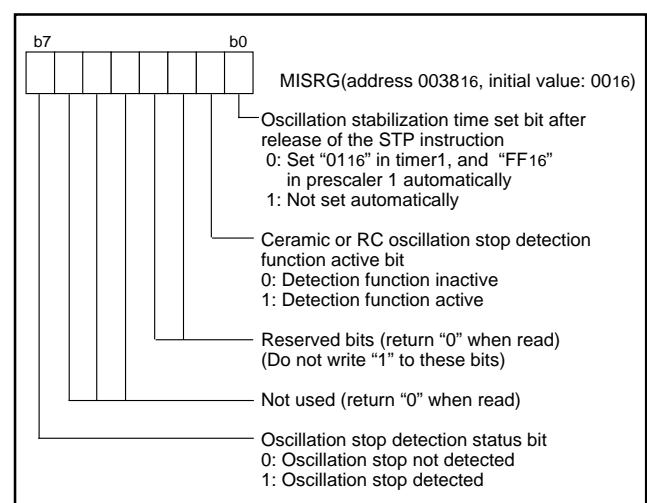 b7 b0
MISRG(address 003816, initial value: 0016)
Oscillation stabilization time set bit after
release of the STP instruction
0: Set “0116” in timer1, and “FF16”
in prescaler 1 automatically
1: Not set automatically
Ceramic or RC oscillation stop detection
function active bit
0: Detection function inactive
1: Detection function active
Reserved bits (return “0” when read)
(Do not write “1” to these bits)
Not used (return “0” when read)
Oscillation stop detection status bit
0: Oscillation stop not detected
1: Oscillation stop detected